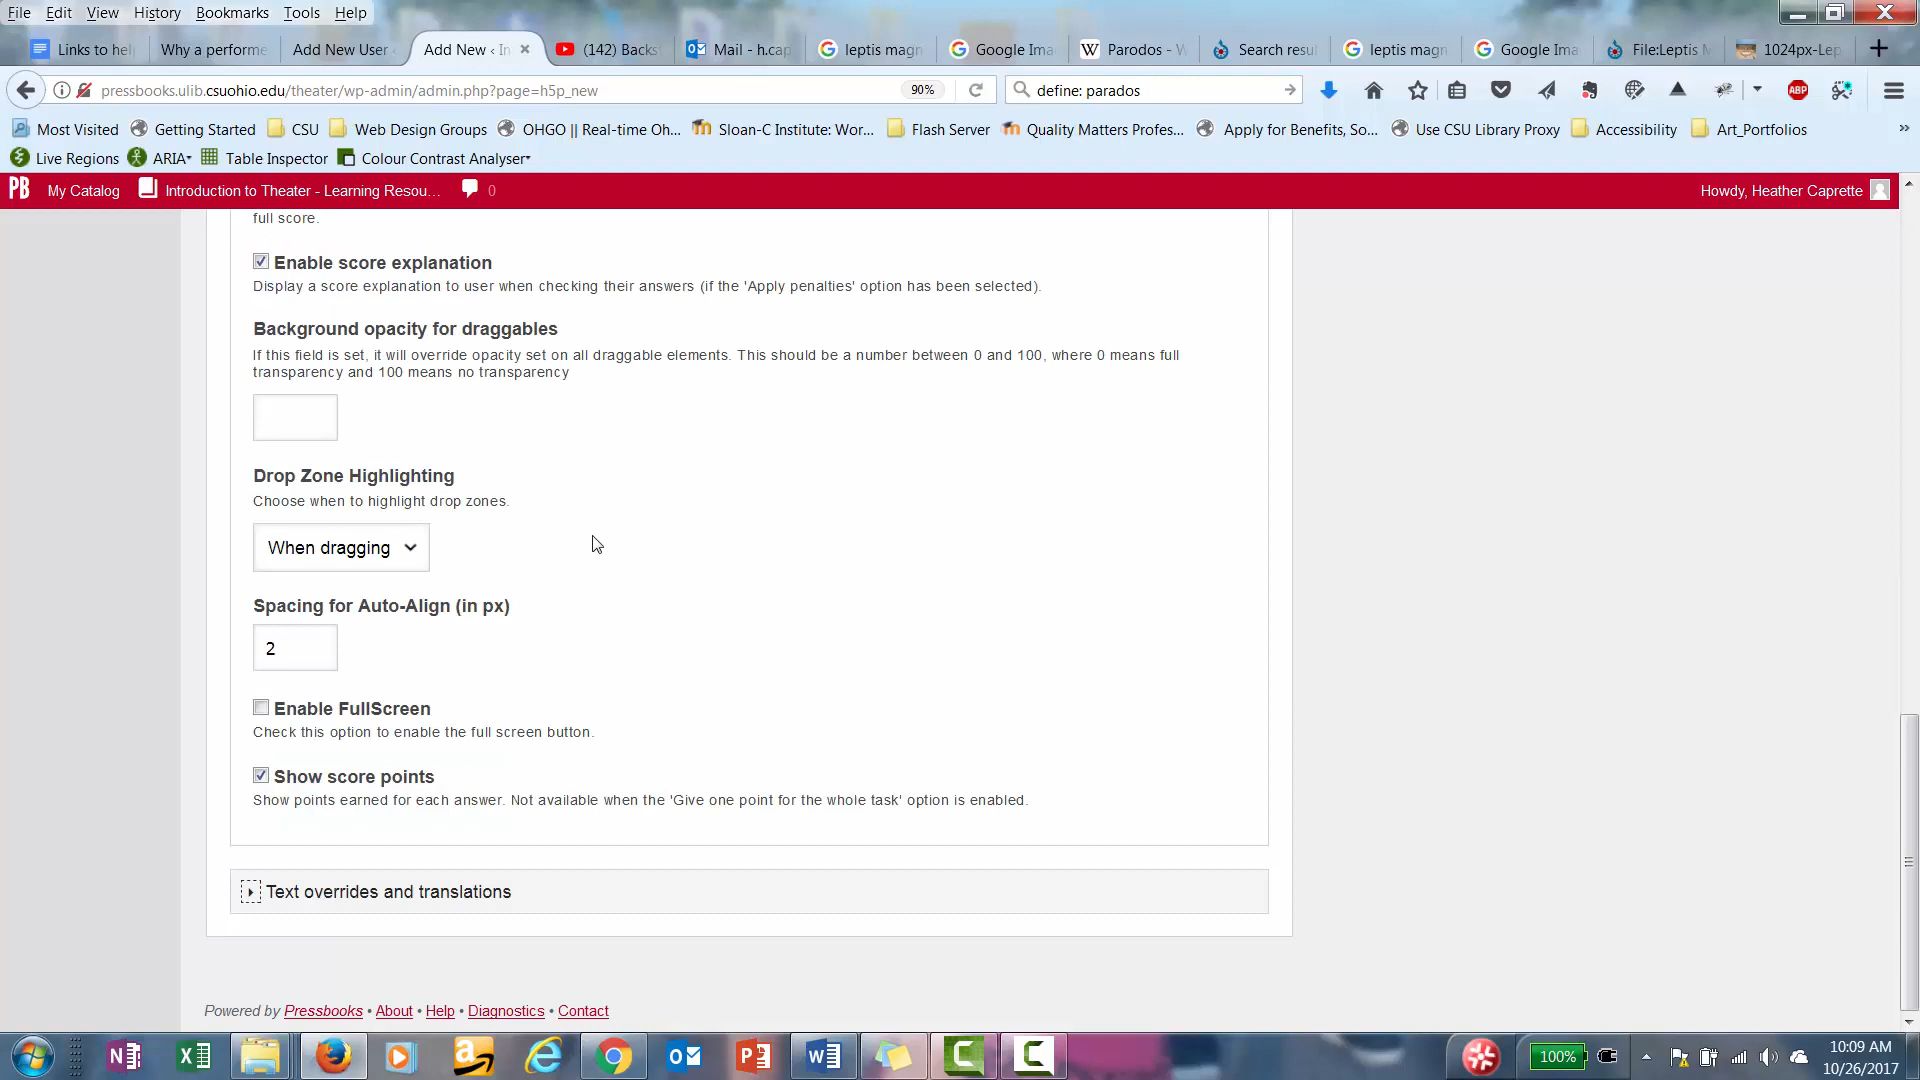 File Edit View History Bookmarks Tools Help
Links to hel Why a performe Add New User Add New ‹ In (142) Backs Mail - h.cap leptis magn Google Ima Parodos - W Search resul leptis magn Google Ima File:Leptis M 1024px-Lep
pressbooks.ulib.csuohio.edu/theater/wp-admin/admin.php?page=h5p_new 90% define: parados ABP
Most Visited Getting Started CSU Web Design Groups OHGO || Real-time Oh... Sloan-C Institute: Wor... Flash Server Quality Matters Profes... Apply for Benefits, So... Use CSU Library Proxy Accessibility Art_Portfolios
Live Regions ARIA Table Inspector Colour Contrast Analyser
PB My Catalog Introduction to Theater - Learning Resou… 0 Howdy, Heather Caprette
full score.
Enable score explanation
Display a score explanation to user when checking their answers (if the 'Apply penalties' option has been selected).
Background opacity for draggables
If this field is set, it will override opacity set on all draggable elements. This should be a number between 0 and 100, where 0 means full
transparency and 100 means no transparency
Drop Zone Highlighting
Choose when to highlight drop zones.
When dragging
Spacing for Auto-Align (in px)
2
Enable FullScreen
Check this option to enable the full screen button.
Show score points
Show points earned for each answer. Not available when the 'Give one point for the whole task' option is enabled.
Text overrides and translations
Powered by Pressbooks • About • Help • Diagnostics • Contact
100% 10:09 AM
10/26/2017